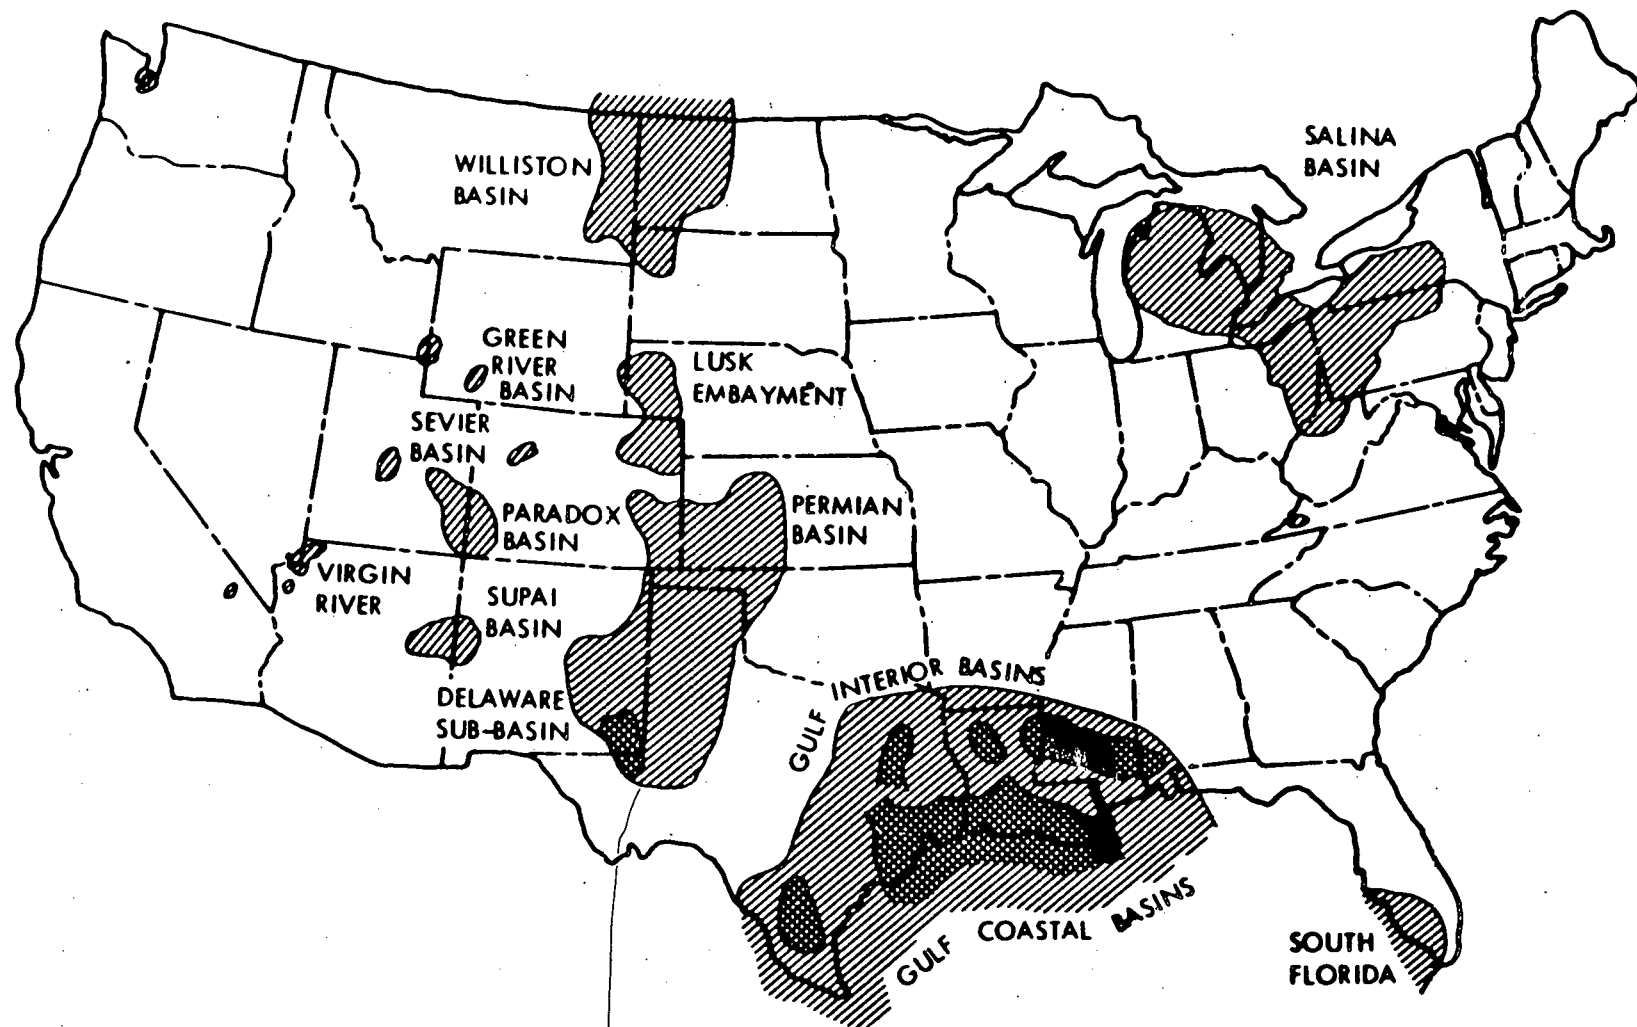 SALINA
BASIN
WILLISTON
BASIN
GREEN
RIVER
BASIN
LUSK
EMBAYMENT
SEVIER
BASIN
PARADOX
BASIN
PERMIAN
BASIN
VIRGIN
RIVER
SUPAI
BASIN
DELAWARE
SUB-BASIN
GULF INTERIOR BASINS
GULF COASTAL BASINS
SOUTH
FLORIDA